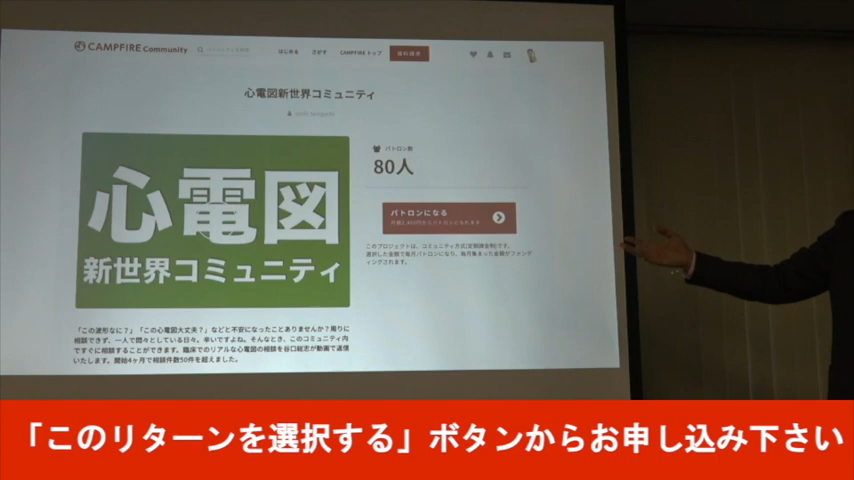 CAMPFIRE Community
はじめる さがす CAMPFIRE トップ
心電図新世界コミュニティ
パトロン数
80人
パトロンになる
心電図
新世界コミュニティ
このプロジェクトは、コミュニティ方式(定額課金制)です。
選択した金額で毎月パトロンになり、毎月集まった金額がファンデ
ィングされます。
「この波形なに？」「この心電図大丈夫？」などと不安になったことありませんか？周りに
相談できず、一人で悶々としている日々。辛いですよね。そんなとき、このコミュニティ内
ですぐに相談することができます。臨床でのリアルな心電図の相談を谷口総志が動画で返信
いたします。開始4ヶ月で相談件数50件を超えました。
「このリターンを選択する」ボタンからお申し込み下さい